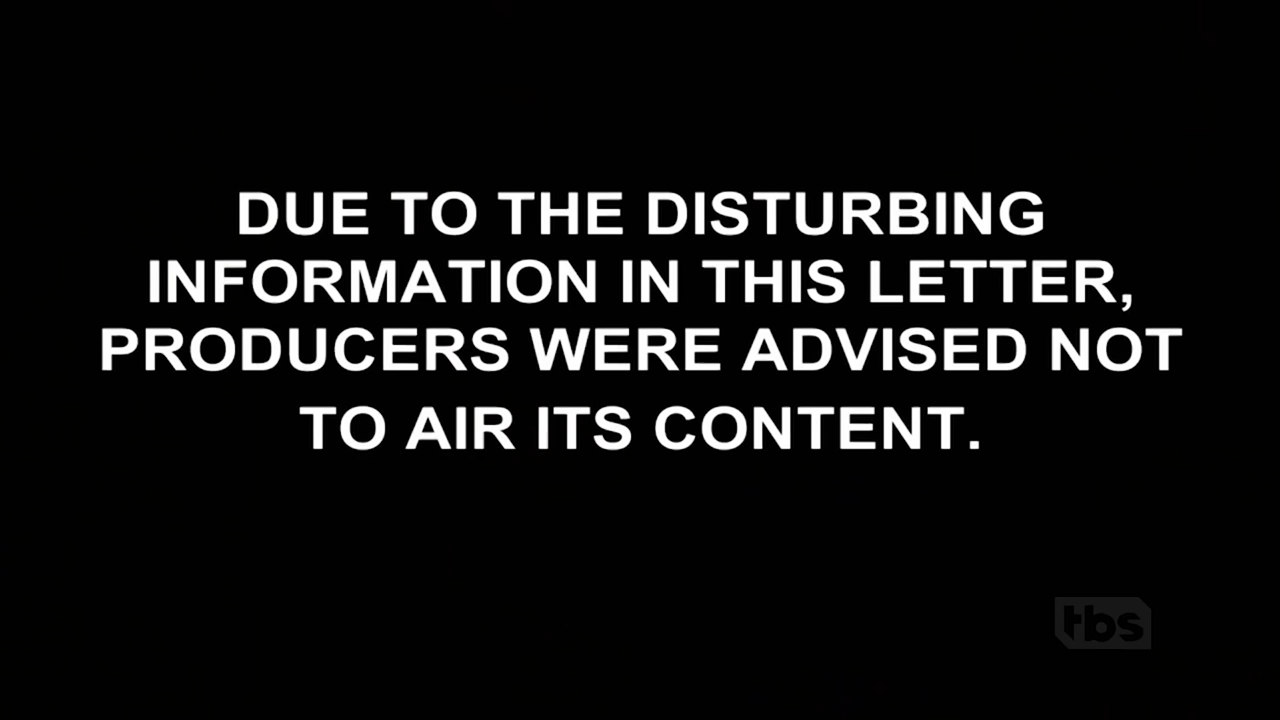 DUE TO THE DISTURBING
INFORMATION IN THIS LETTER,
PRODUCERS WERE ADVISED NOT
TO AIR ITS CONTENT.
tbs